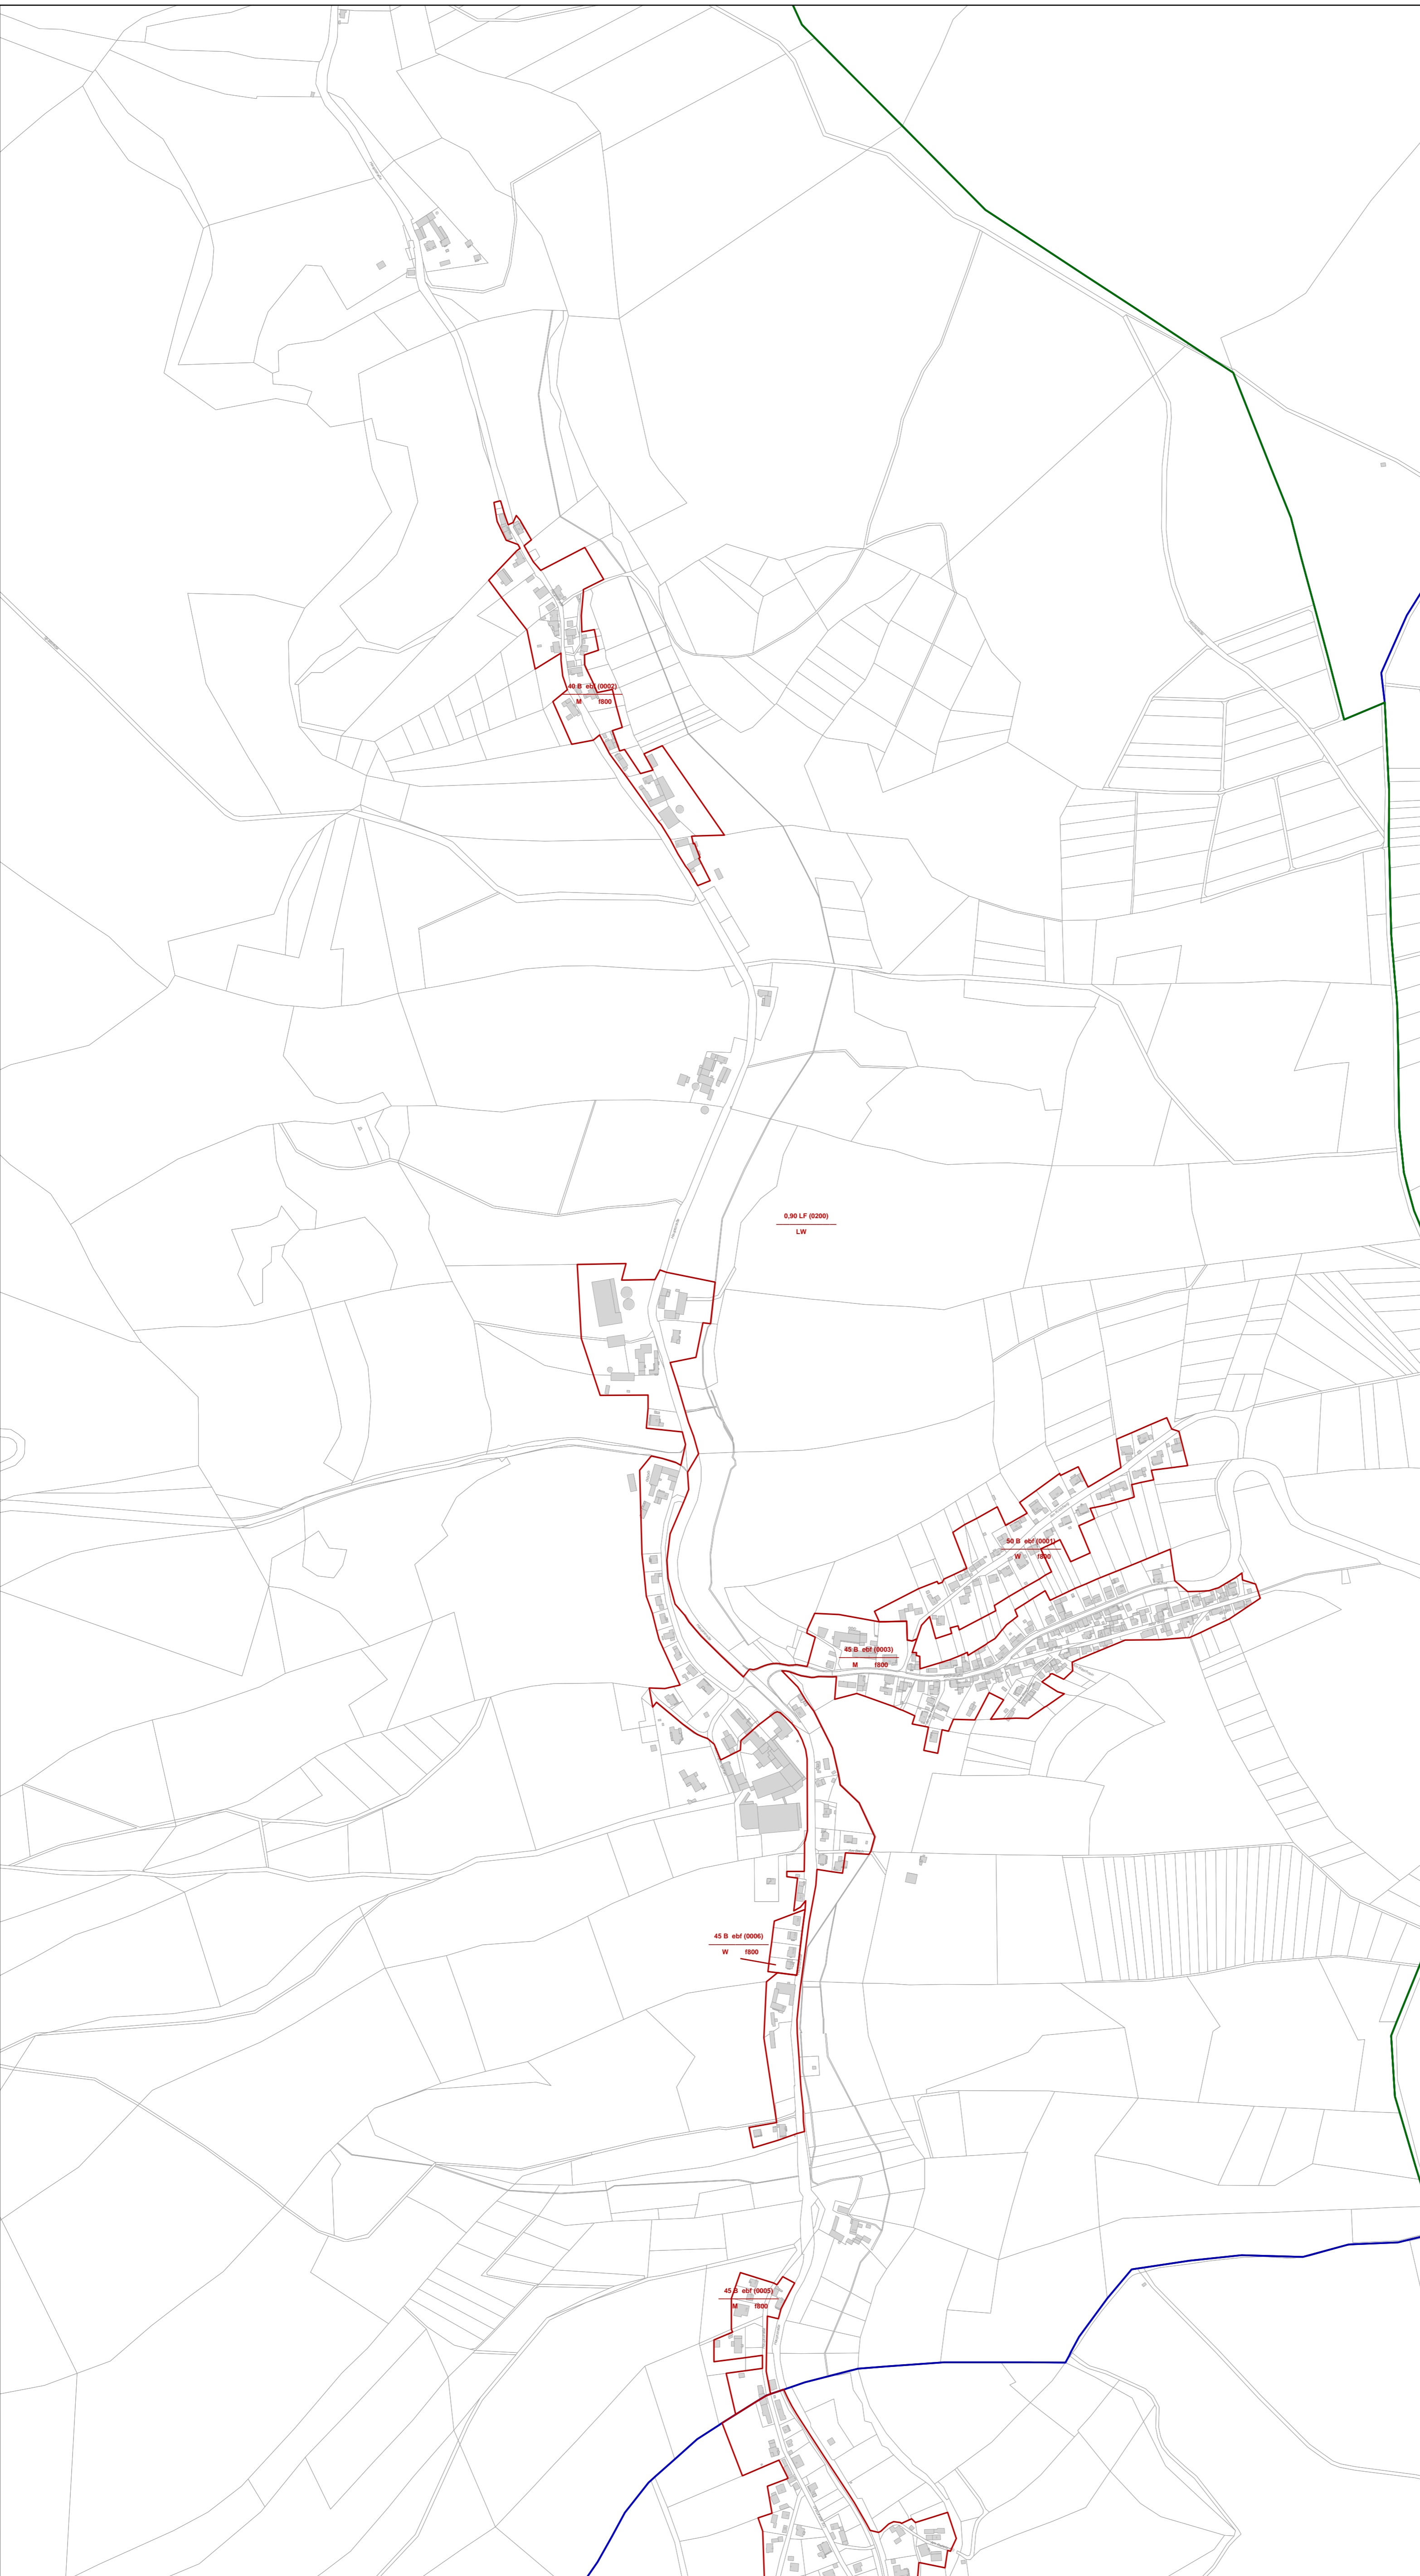 40 B ebf (0002)
M f800
0,90 LF (0200)
LW
50 B ebf (0001)
W f800
45 B ebf (0003)
M f800
45 B ebf (0006)
W f800
45 B ebf (0005)
M f800